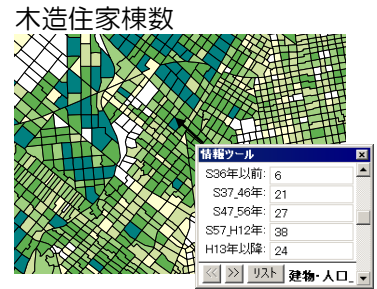 木造住家棟数
情報ツール
S36年以前: 6
S37_46年: 21
S47_56年: 27
S57_H12年: 38
H13年以降: 24
<< >> リスト 建物・人口_